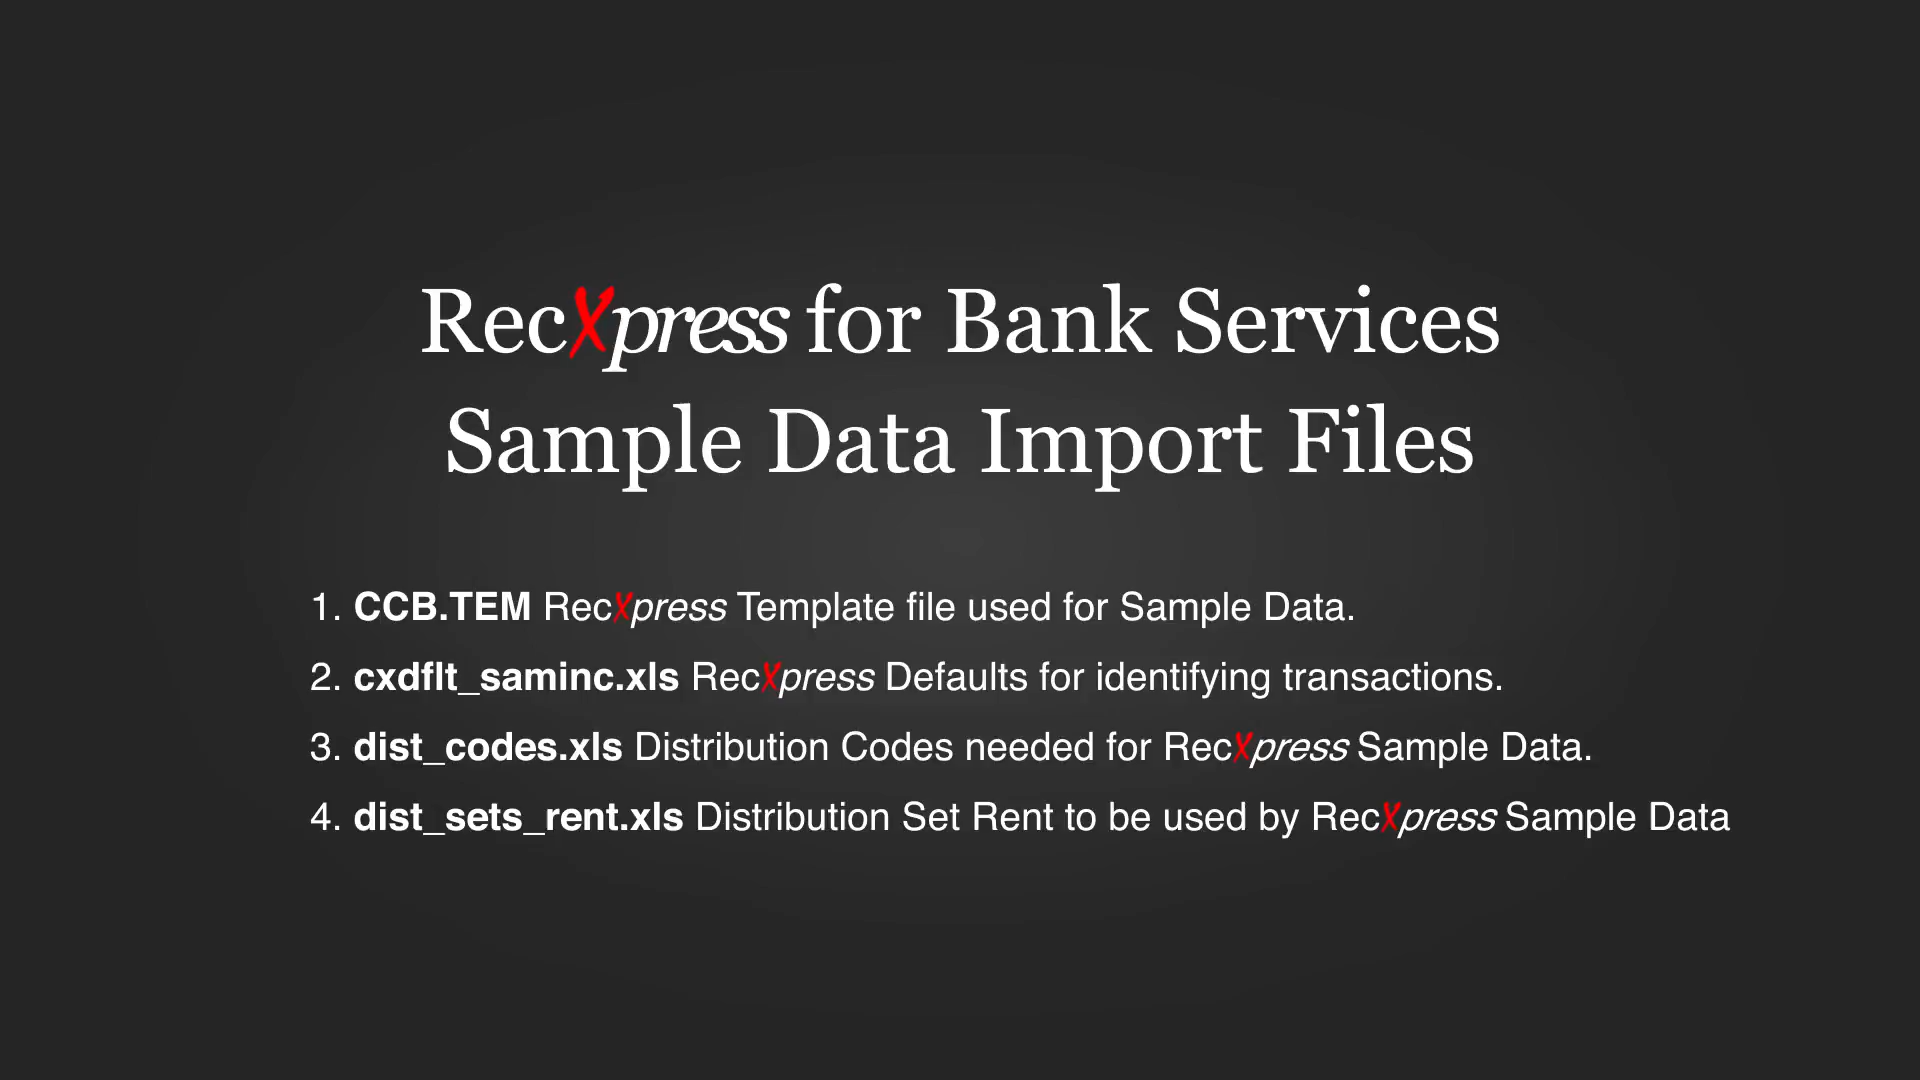 RecXpress for Bank Services
Sample Data Import Files
1. CCB.TEM RecXpress Template file used for Sample Data.
2. cxdflt_saminc.xls RecXpress Defaults for identifying transactions.
3. dist_codes.xls Distribution Codes needed for RecXpress Sample Data.
4. dist_sets_rent.xls Distribution Set Rent to be used by RecXpress Sample Data